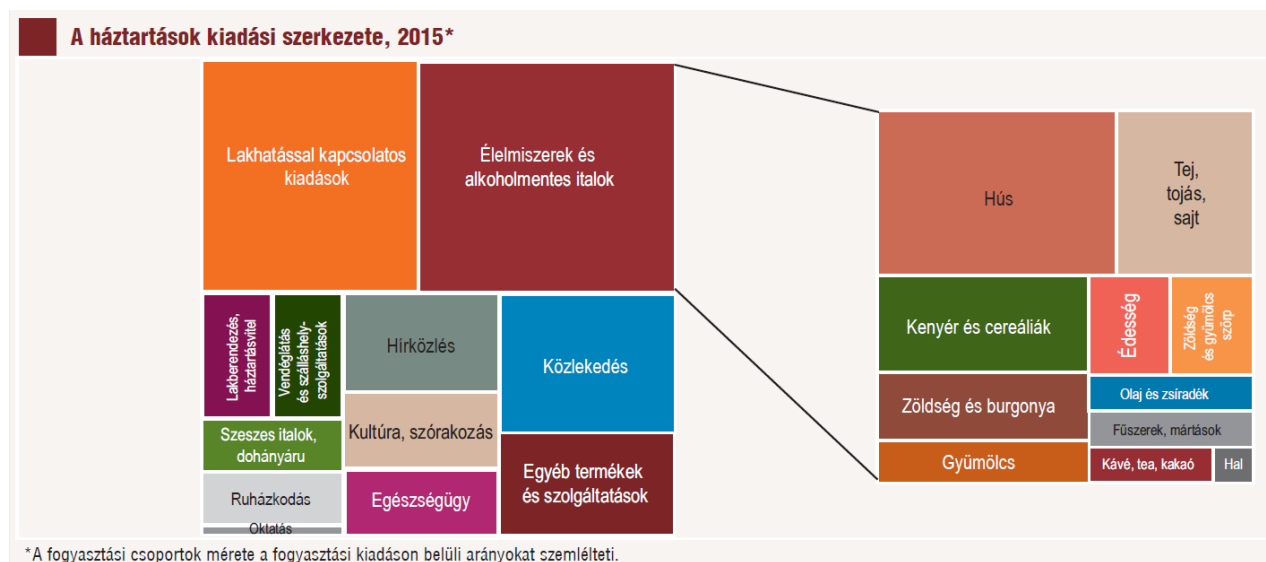 A háztartások kiadási szerkezete, 2015*
Lakhatással kapcsolatos
kiadások
Élelmiszerek és
alkoholmentes italok
Lakberendezés,
háztartásvitel
Vendéglátás
és szálláshely-
szolgáltatások
Hírközlés
Közlekedés
Szeszes italok,
dohányáru
Kultúra, szórakozás
Ruházkodás
Oktatás
Egészségügy
Egyéb termékek
és szolgáltatások
Hús
Tej,
tojás,
sajt
Kenyér és cereáliák
Édesség
Zöldség
és gyümölcs
szörp
Zöldség és burgonya
Olaj és zsíradék
Fűszerek, mártások
Gyümölcs
Kávé, tea, kakaó
Hal
*A fogyasztási csoportok mérete a fogyasztási kiadáson belüli arányokat szemlélteti.